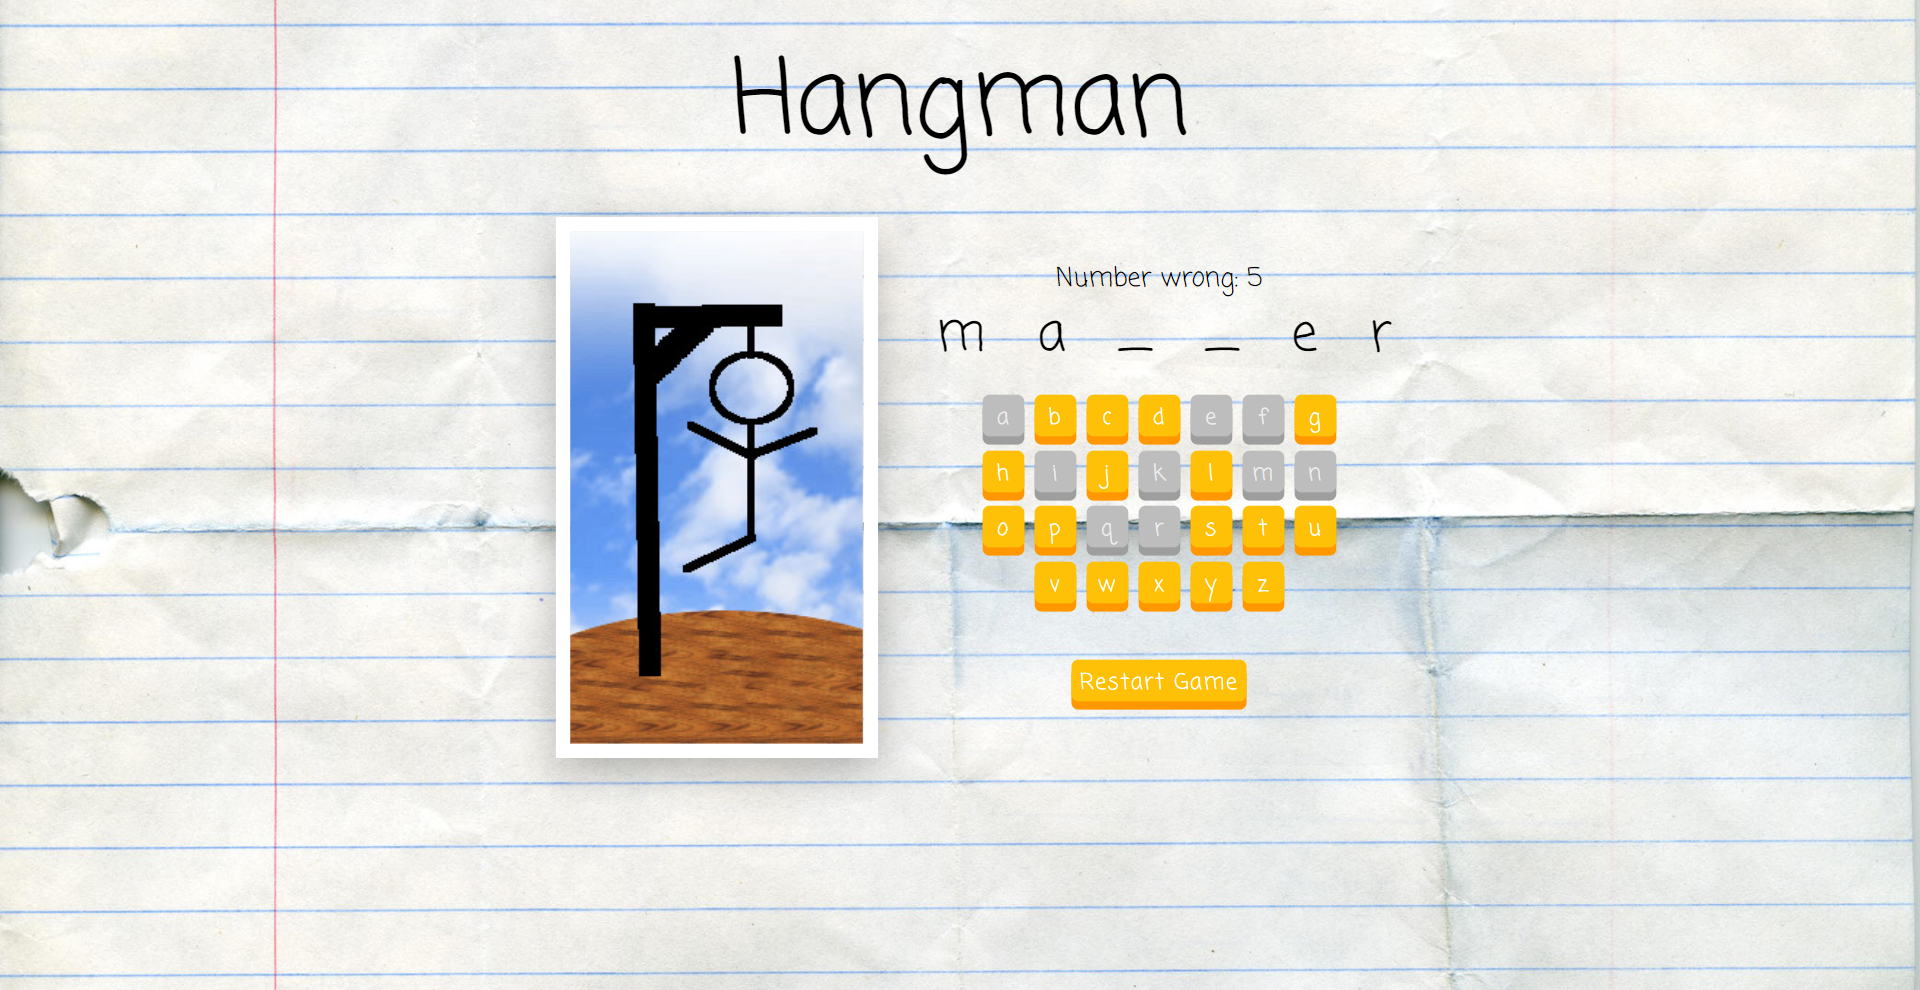 Hangman
Number wrong: 5
m a _ _ e r
a b c d e f g
h i j k l m n
o p q r s t u
v w x y z
Restart Game